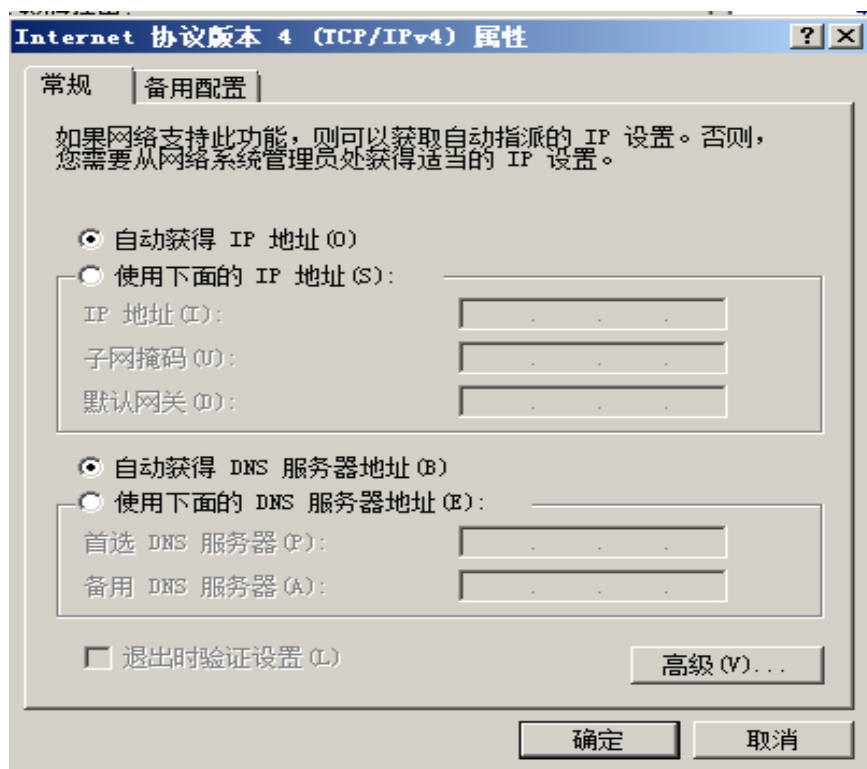 Internet 协议版本 4 (TCP/IPv4) 属性
常规
备用配置
如果网络支持此功能，则可以获取自动指派的 IP 设置。否则，
您需要从网络系统管理员处获得适当的 IP 设置。
自动获得 IP 地址(O)
使用下面的 IP 地址(S):
IP 地址(I):
子网掩码(U):
默认网关(D):
自动获得 DNS 服务器地址(B)
使用下面的 DNS 服务器地址(E):
首选 DNS 服务器(P):
备用 DNS 服务器(A):
退出时验证设置(L)
高级(V)...
确定
取消